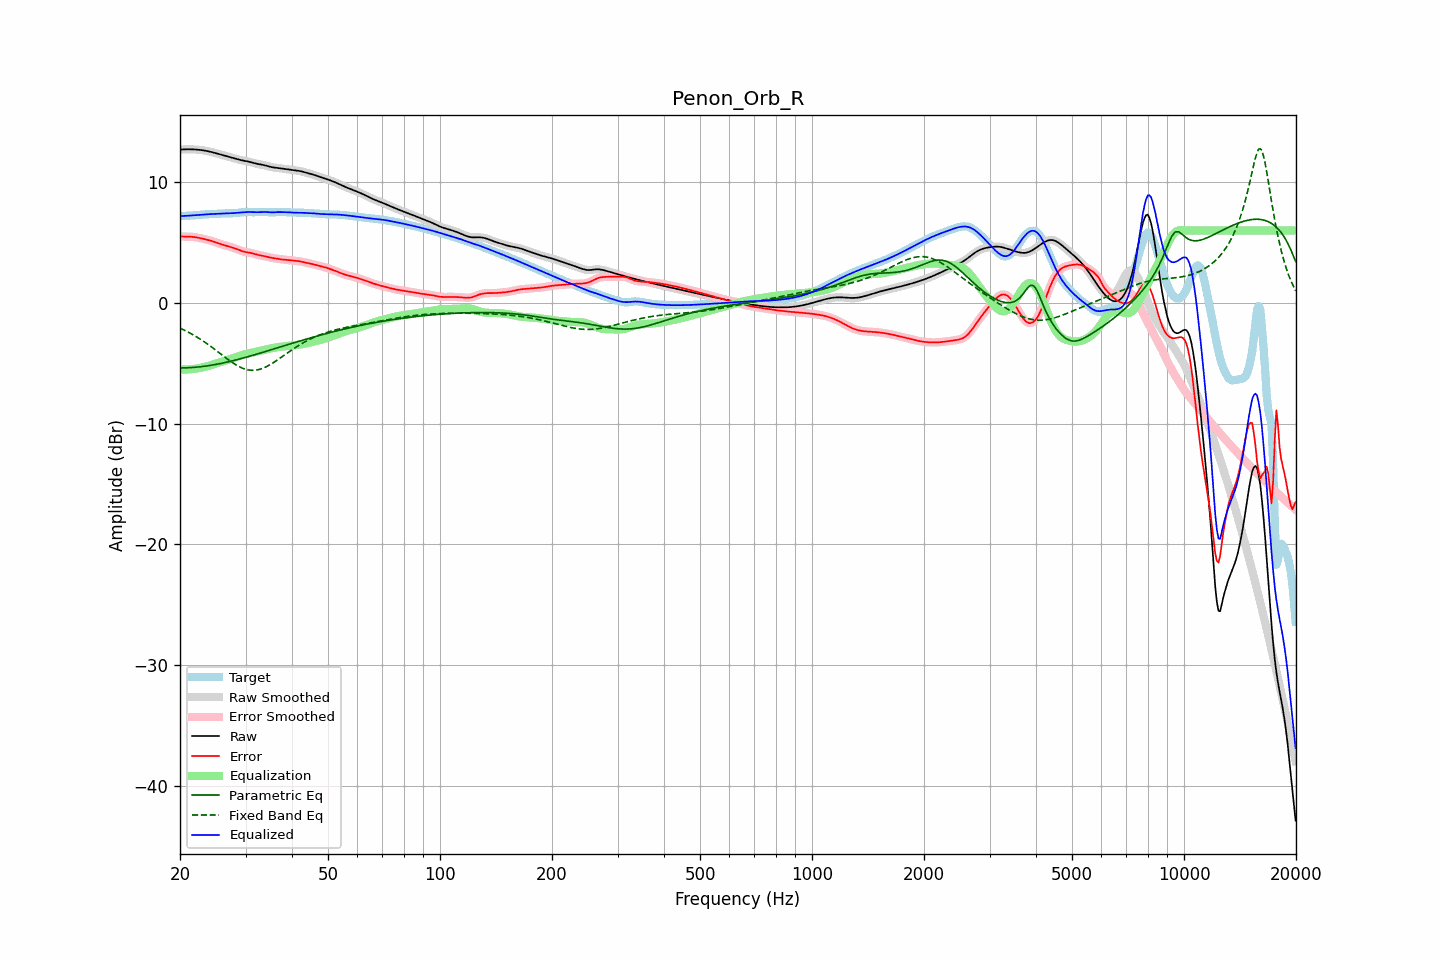 Penon_Orb_R
Amplitude (dBr)
10
0
−10
−20
−30
−40
Target
Raw Smoothed
Error Smoothed
Raw
Error
Equalization
Parametric Eq
Fixed Band Eq
Equalized
20 50 100 200 500 1000 2000 5000 10000 20000
Frequency (Hz)